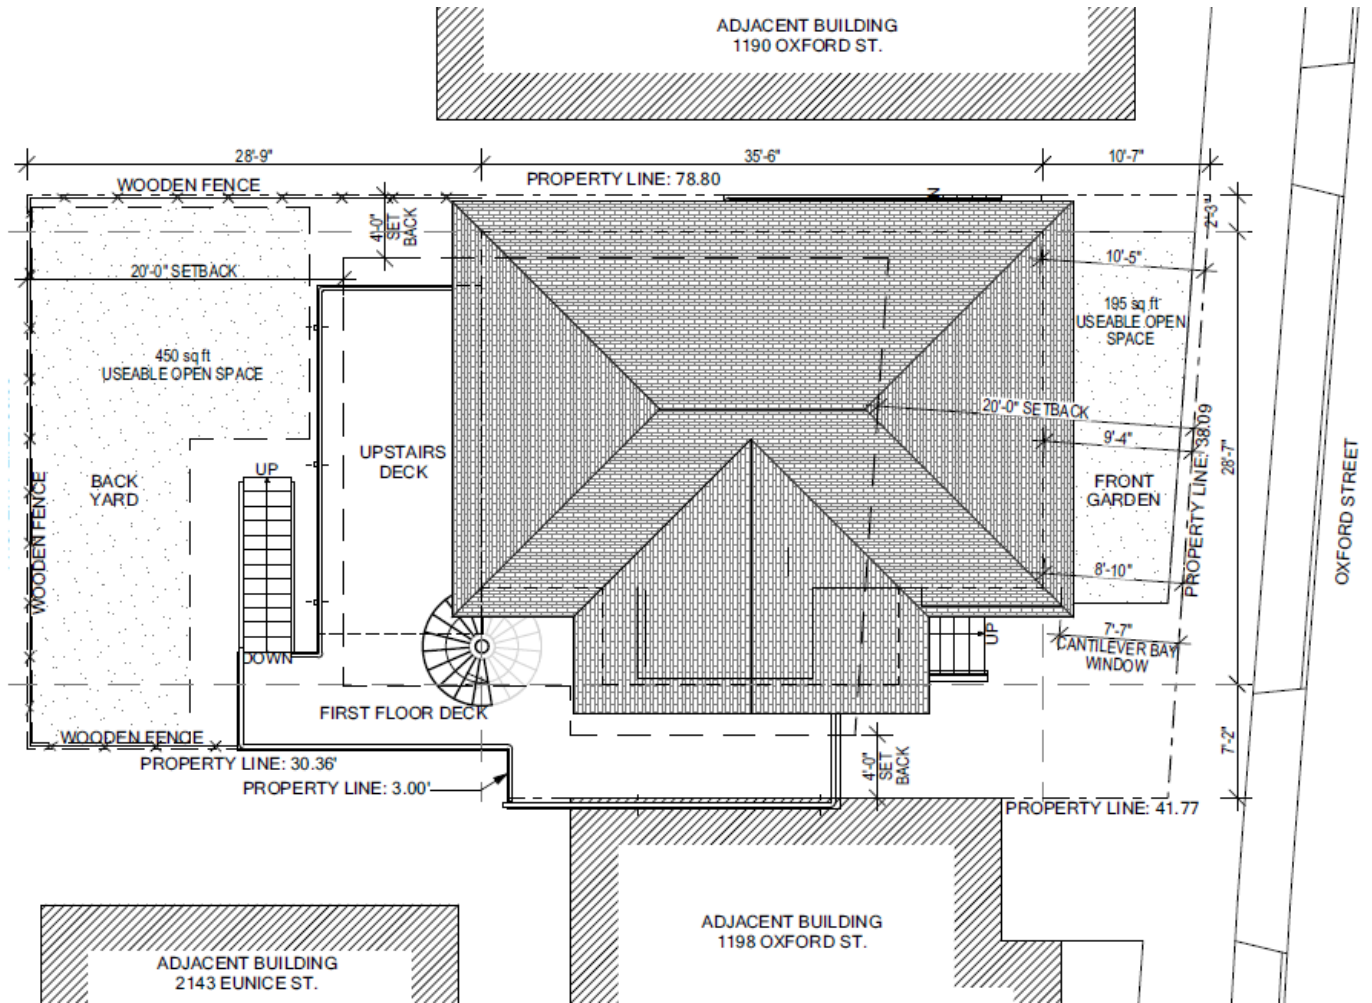 ADJACENT BUILDING
1190 OXFORD ST.
28'-9"
35'-6"
10'-7"
WOODEN FENCE
PROPERTY LINE: 78.80
4'-0"
SET
BACK
2'-3"
20'-0" SETBACK
10'-5"
195 sq ft
USEABLE OPEN
SPACE
450 sq ft
USEABLE OPEN SPACE
20'-0" SETBACK
9'-4"
PROPERTY LINE: 38.09
28'-7"
OXFORD STREET
UPSTAIRS
DECK
UP
BACK
YARD
FRONT
GARDEN
WOODEN FENCE
8'-10"
UP
7'-7"
CANTILEVER BAY
WINDOW
DOWN
FIRST FLOOR DECK
WOODEN FENCE
PROPERTY LINE: 30.36'
PROPERTY LINE: 3.00'
4'-0"
SET
BACK
7'-2"
PROPERTY LINE: 41.77
ADJACENT BUILDING
1198 OXFORD ST.
ADJACENT BUILDING
2143 EUNICE ST.